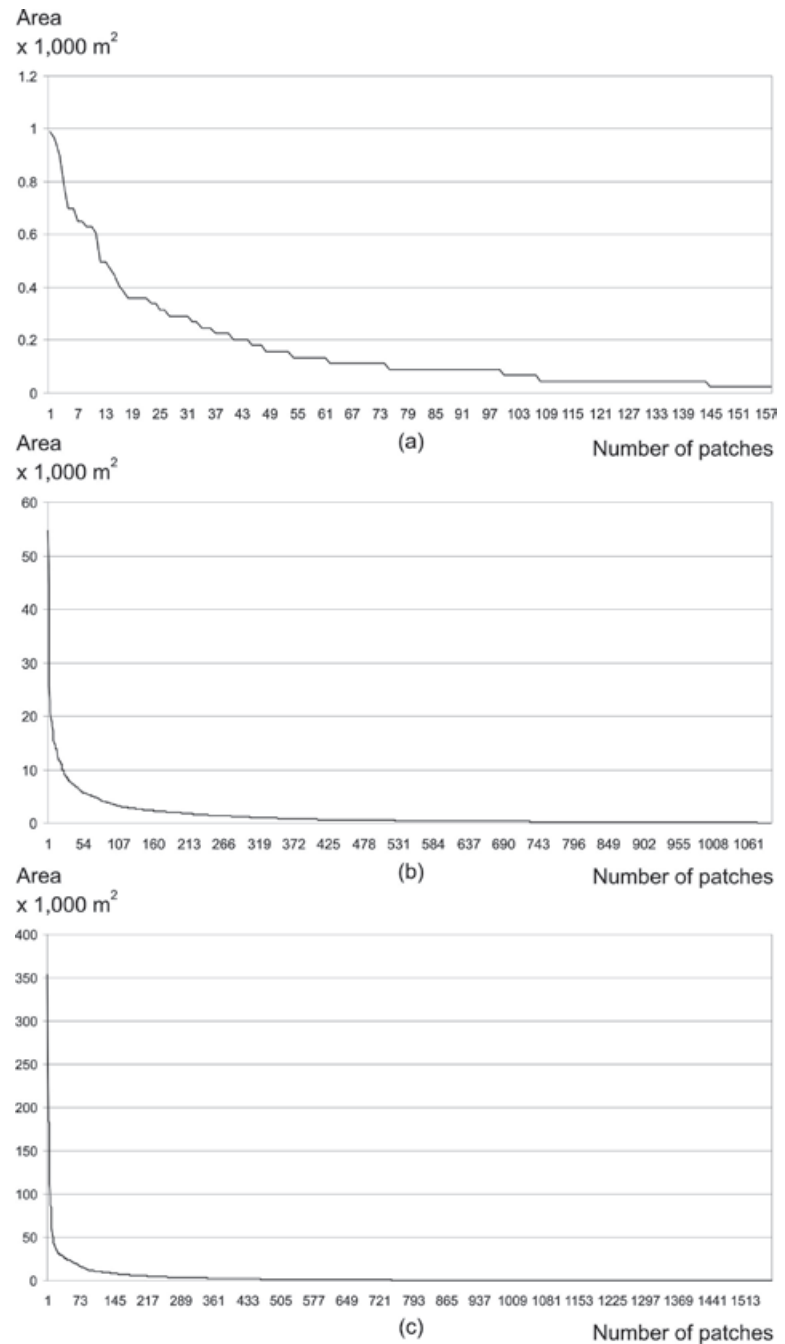 Area
x 1,000 m²
1.2
1
0.8
0.6
0.4
0.2
0
1 7 13 19 25 31 37 43 49 55 61 67 73 79 85 91 97 103 109 115 121 127 133 139 145 151 157
(a)
Number of patches
Area
x 1,000 m²
60
50
40
30
20
10
0
1 54 107 160 213 266 319 372 425 478 531 584 637 690 743 796 849 902 955 1008 1061
(b)
Number of patches
Area
x 1,000 m²
400
350
300
250
200
150
100
50
0
1 73 145 217 289 361 433 505 577 649 721 793 865 937 1009 1081 1153 1225 1297 1369 1441 1513
(c)
Number of patches